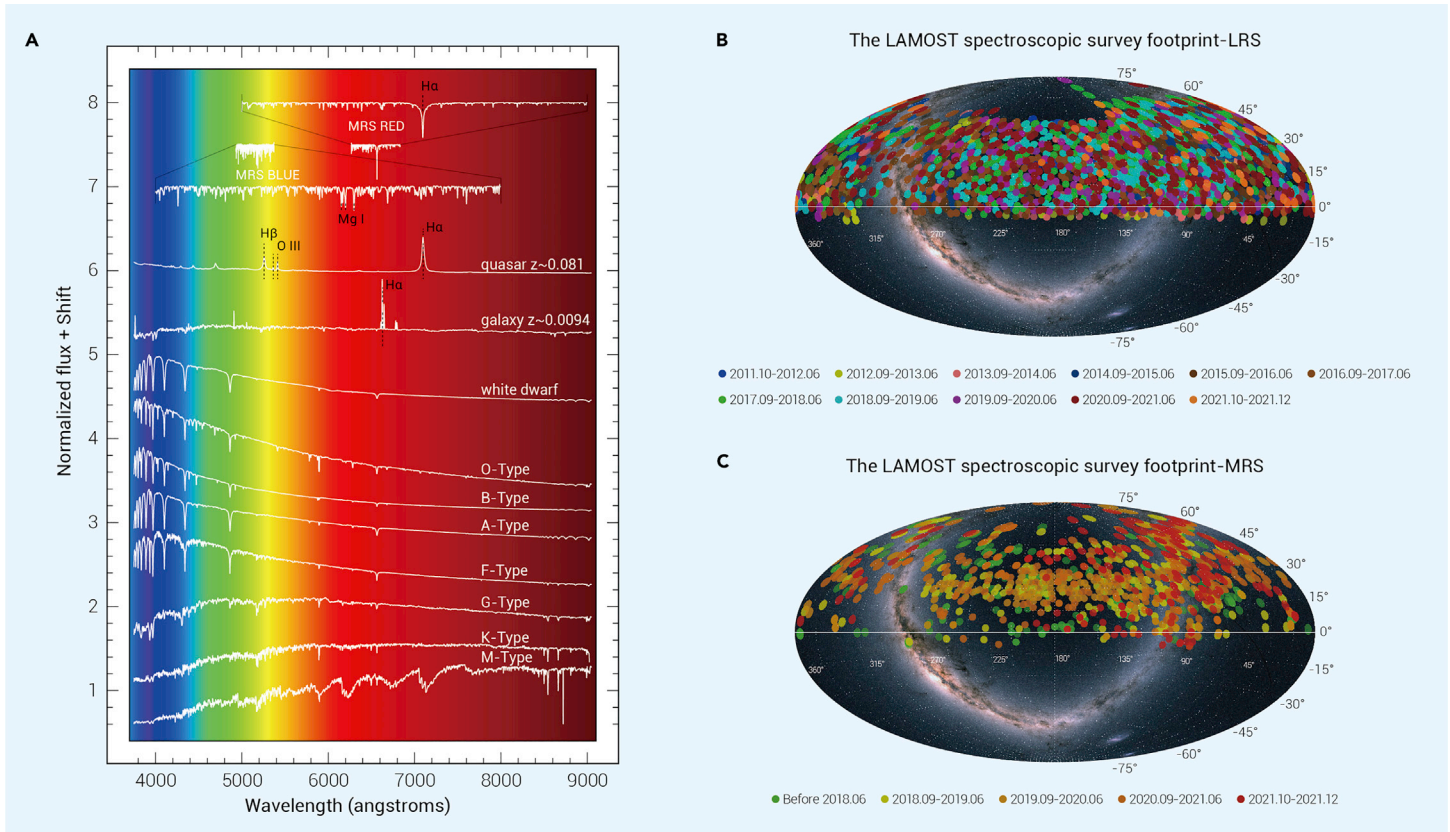 A
Normalized flux + Shift
8
7
6
5
4
3
2
1
Hα
MRS RED
MRS BLUE
Mg I
Hβ
O III
Hα
quasar z~0.081
Hα
galaxy z~0.0094
white dwarf
O-Type
B-Type
A-Type
F-Type
G-Type
K-Type
M-Type
4000 5000 6000 7000 8000 9000
Wavelength (angstroms)
B
The LAMOST spectroscopic survey footprint-LRS
75°
60°
45°
30°
15°
0°
-15°
-30°
-45°
-60°
-75°
360° 315° 270° 225° 180° 135° 90° 45°
2011.10-2012.06 2012.09-2013.06 2013.09-2014.06 2014.09-2015.06 2015.09-2016.06 2016.09-2017.06
2017.09-2018.06 2018.09-2019.06 2019.09-2020.06 2020.09-2021.06 2021.10-2021.12
C
The LAMOST spectroscopic survey footprint-MRS
75°
60°
45°
30°
15°
0°
-15°
-30°
-45°
-60°
-75°
360° 315° 270° 225° 180° 135° 90° 45°
Before 2018.06 2018.09-2019.06 2019.09-2020.06 2020.09-2021.06 2021.10-2021.12